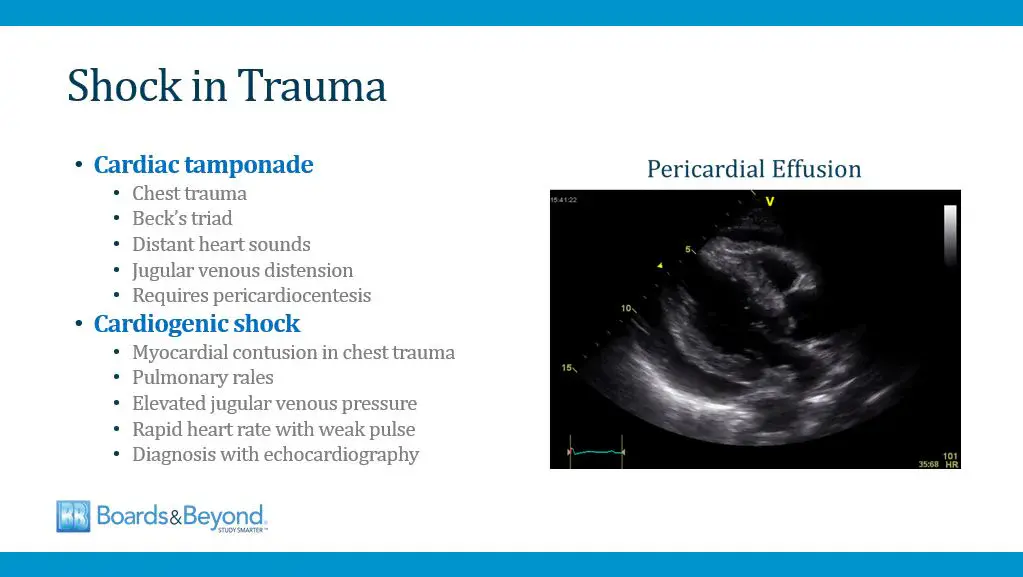 Shock in Trauma
• Cardiac tamponade
• Chest trauma
• Beck's triad
• Distant heart sounds
• Jugular venous distension
• Requires pericardiocentesis
• Cardiogenic shock
• Myocardial contusion in chest trauma
• Pulmonary rales
• Elevated jugular venous pressure
• Rapid heart rate with weak pulse
• Diagnosis with echocardiography
Pericardial Effusion
15:41:22
V
5
10
15
101
35:68 HR
BB Boards&Beyond.
STUDY SMARTER™